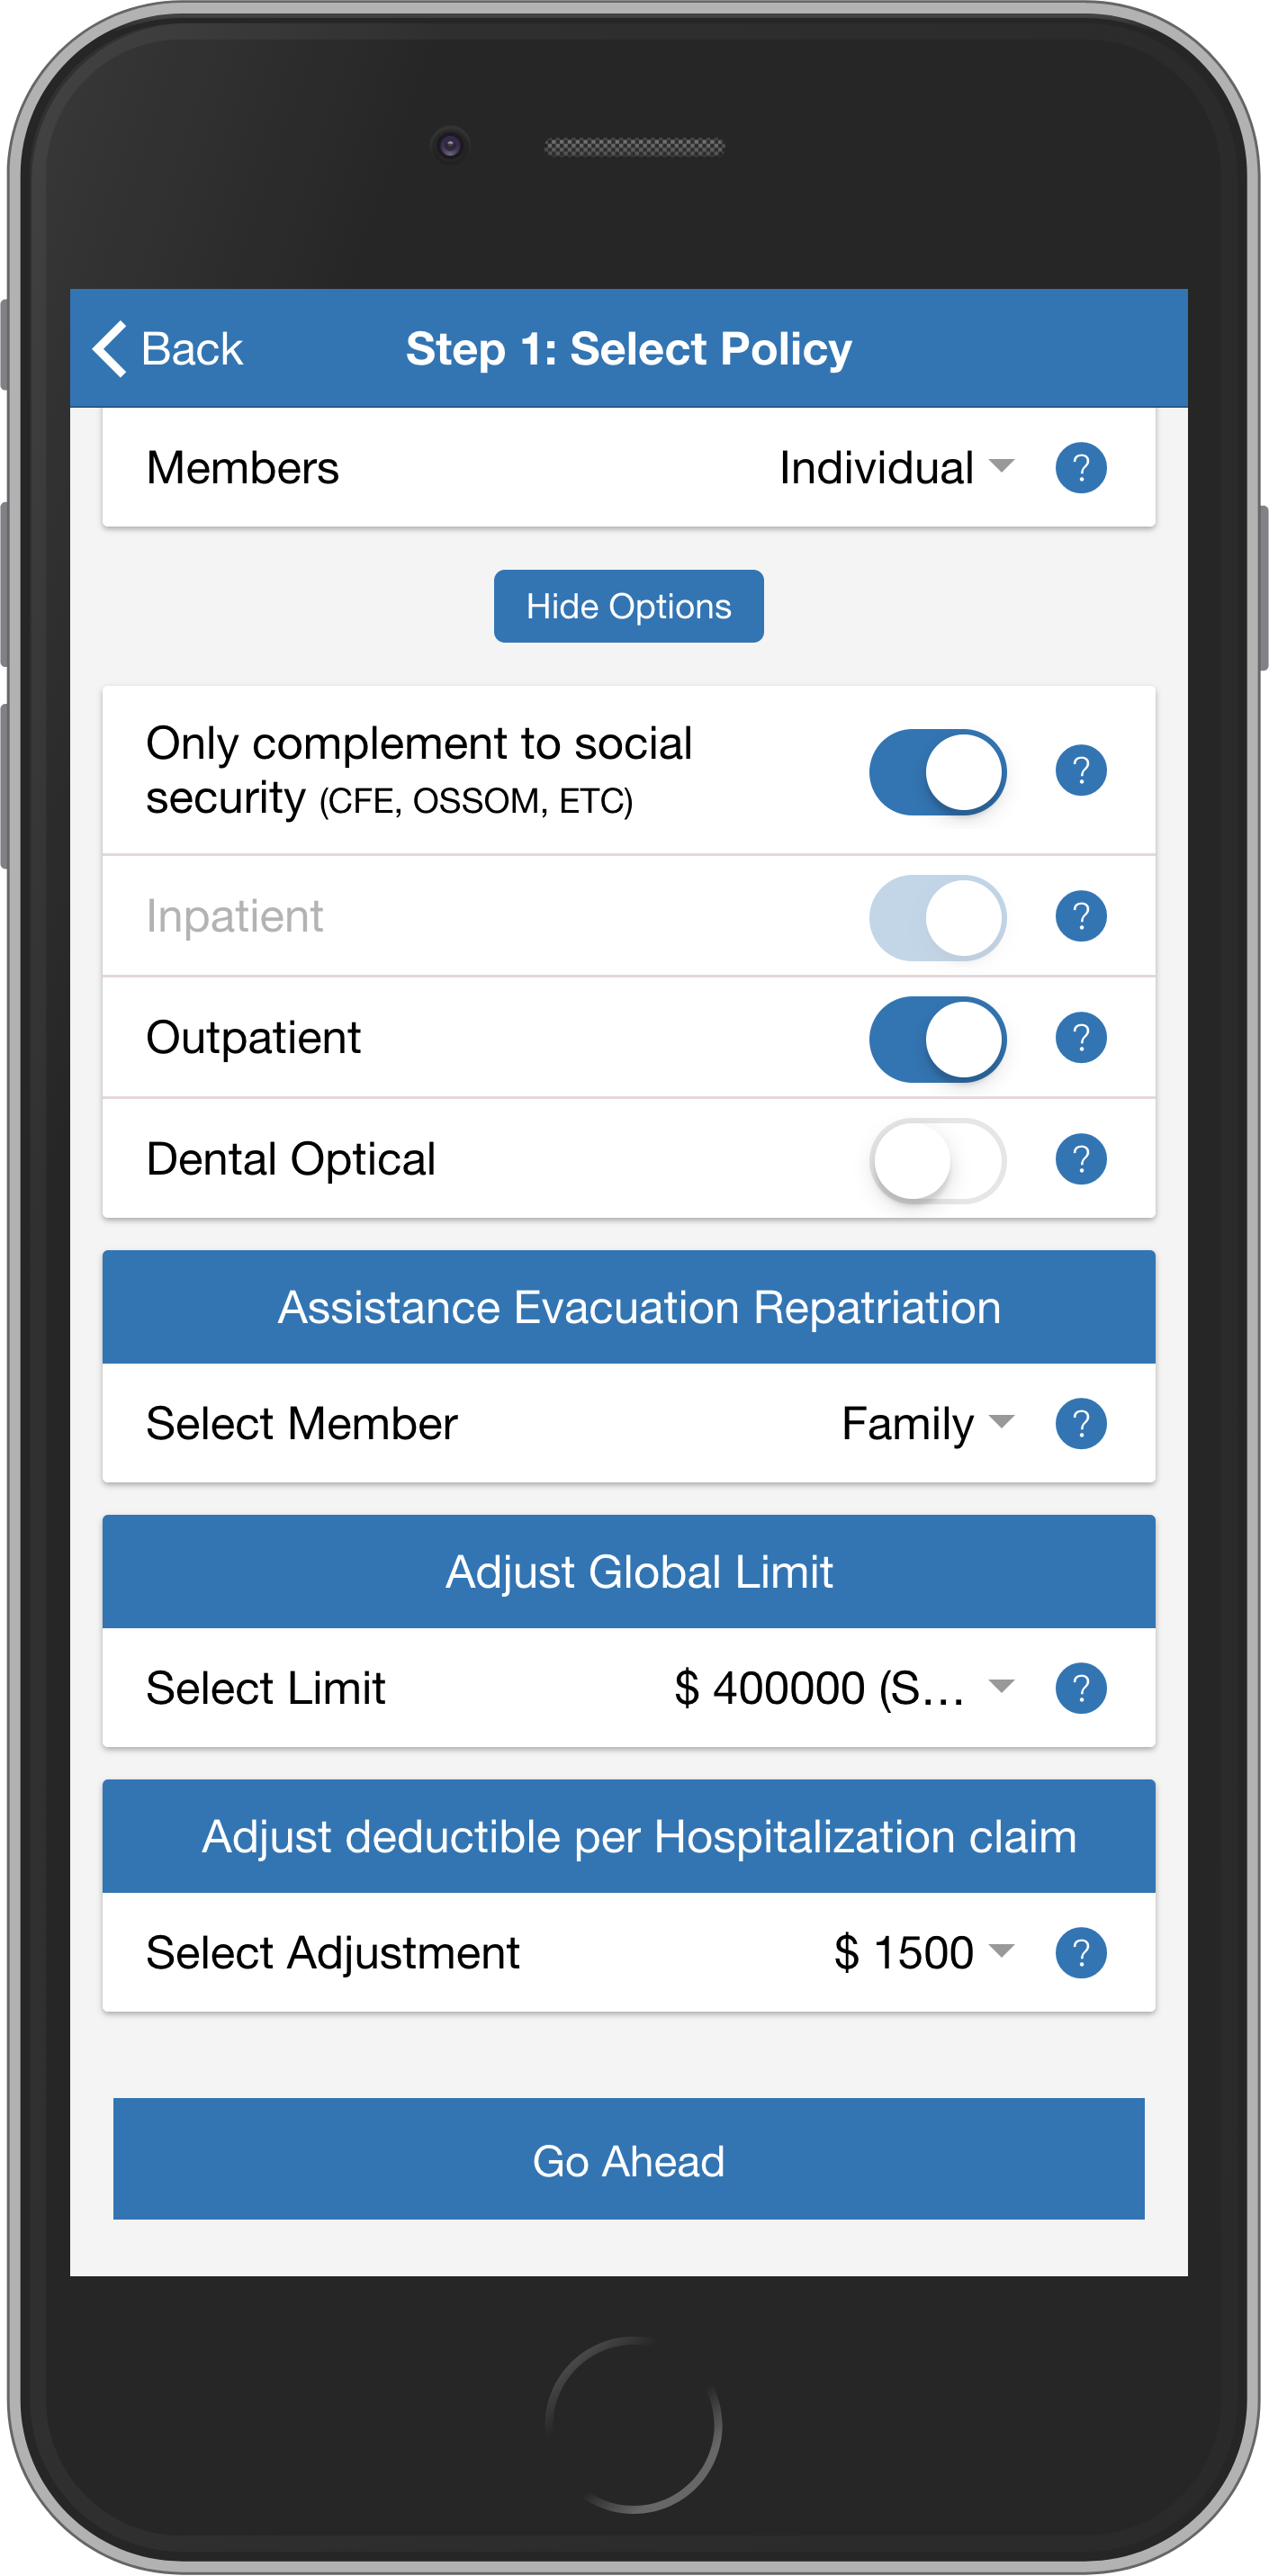 Back
Step 1: Select Policy
Members
Individual
?
Hide Options
Only complement to social
security (CFE, OSSOM, ETC)
?
Inpatient
?
Outpatient
?
Dental Optical
?
Assistance Evacuation Repatriation
Select Member
Family
?
Adjust Global Limit
Select Limit
$ 400000 (S...
?
Adjust deductible per Hospitalization claim
Select Adjustment
$ 1500
?
Go Ahead